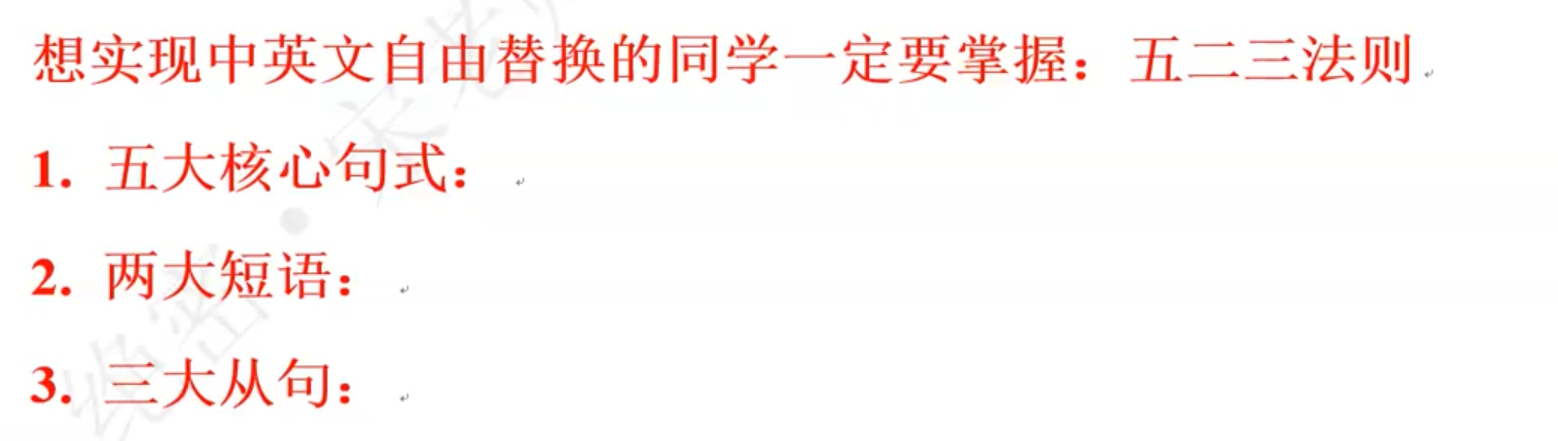 想实现中英文自由替换的同学一定要掌握：五二三法则
1. 五大核心句式：
2. 两大短语：
3. 三大从句：